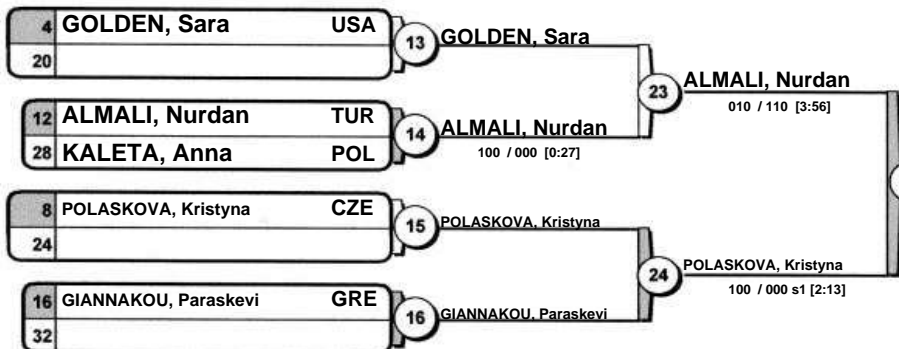 4 GOLDEN, Sara USA
20
13 GOLDEN, Sara
12 ALMALI, Nurdan TUR
28 KALETA, Anna POL
14 ALMALI, Nurdan
100 / 000 [0:27]
23 ALMALI, Nurdan
010 / 110 [3:56]
8 POLASKOVA, Kristyna CZE
24
15 POLASKOVA, Kristyna
16 GIANNAKOU, Paraskevi GRE
32
16 GIANNAKOU, Paraskevi
24 POLASKOVA, Kristyna
100 / 000 s1 [2:13]